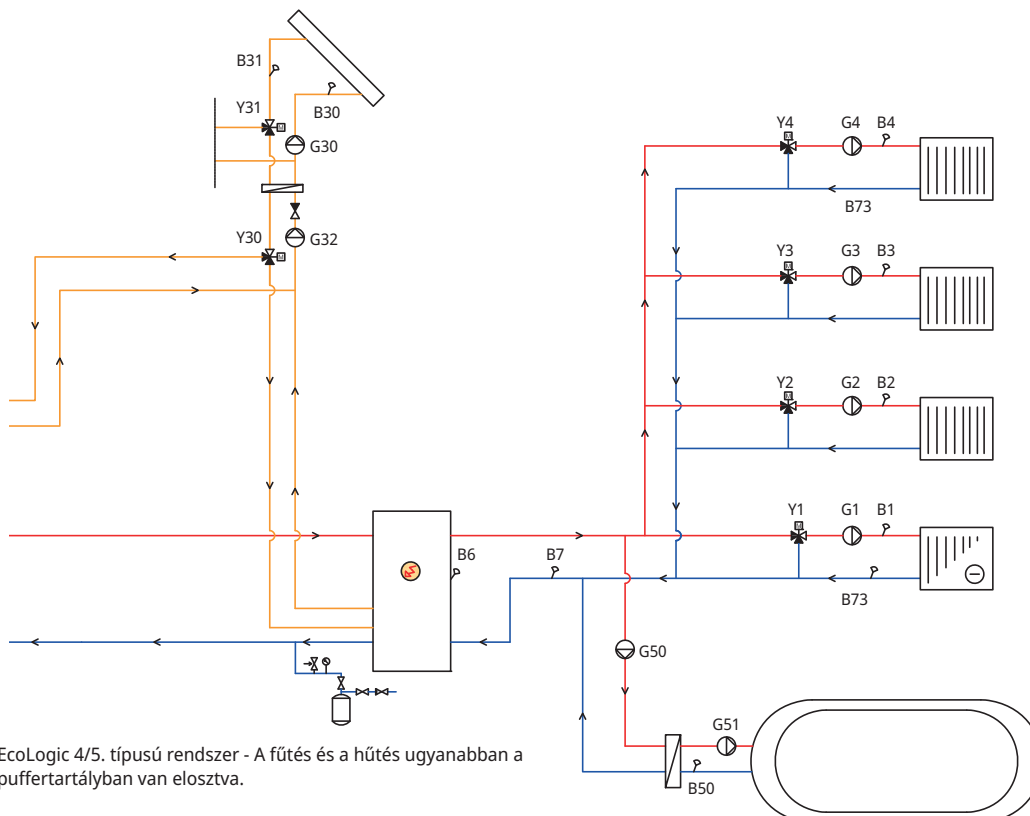 B31
B30
Y31
G30
Y30
G32
Y4
G4
B4
M
B73
Y3
G3
B3
M
Y2
G2
B2
M
Y1
G1
B1
M
B73
B6
B7
G50
G51
B50
M
M
EcoLogic 4/5. típusú rendszer - A fűtés és a hűtés ugyanabban a
puffertartályban van elosztva.